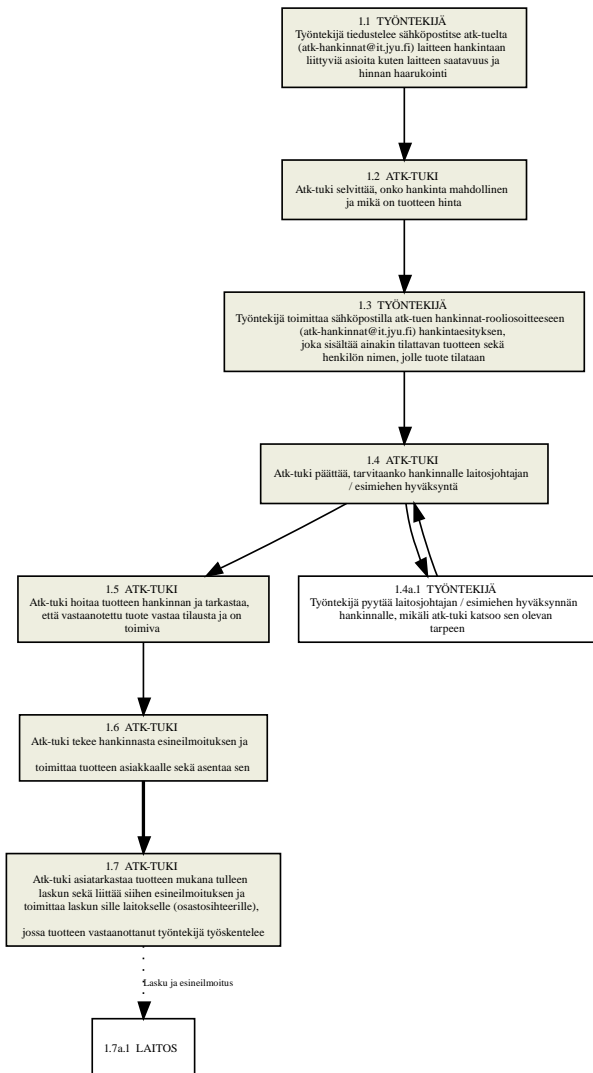 1.1 TYÖNTEKIJÄ
Työntekijä tiedustelee sähköpostitse atk-tuelta
(atk-hankinnat@it.jyu.fi) laitteen hankintaan
liittyviä asioita kuten laitteen saatavuus ja
hinnan haarukointi
1.2 ATK-TUKI
Atk-tuki selvittää, onko hankinta mahdollinen
ja mikä on tuotteen hinta
1.3 TYÖNTEKIJÄ
Työntekijä toimittaa sähköpostilla atk-tuen hankinnat-rooliosoitteeseen
(atk-hankinnat@it.jyu.fi) hankintaesityksen,
joka sisältää ainakin tilattavan tuotteen sekä
henkilön nimen, jolle tuote tilataan
1.4 ATK-TUKI
Atk-tuki päättää, tarvitaanko hankinnalle laitosjohtajan
/ esimiehen hyväksyntä
1.5 ATK-TUKI
Atk-tuki hoitaa tuotteen hankinnan ja tarkastaa,
että vastaanotettu tuote vastaa tilausta ja on
toimiva
1.4a.1 TYÖNTEKIJÄ
Työntekijä pyytää laitosjohtajan / esimiehen hyväksynnän
hankinnalle, mikäli atk-tuki katsoo sen olevan
tarpeen
1.6 ATK-TUKI
Atk-tuki tekee hankinnasta esineilmoituksen ja
toimittaa tuotteen asiakkaalle sekä asentaa sen
1.7 ATK-TUKI
Atk-tuki asiatarkastaa tuotteen mukana tulleen
laskun sekä liittää siihen esineilmoituksen ja
toimittaa laskun sille laitokselle (osastosihteerille),
jossa tuotteen vastaanottanut työntekijä työskentelee
Lasku ja esineilmoitus
1.7a.1 LAITOS